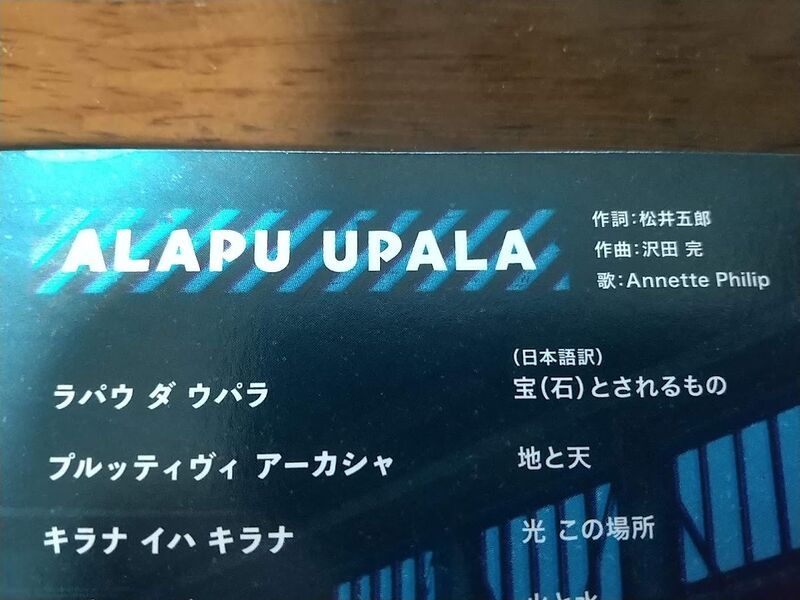 ALAPU UPALA
作詞:松井五郎
作曲:沢田 完
歌:Annette Philip
(日本語訳)
ラパウ ダ ウパラ
宝(石)とされるもの
プルッティヴィ アーカシャ
地と天
キラナ イハ キラナ
光 この場所